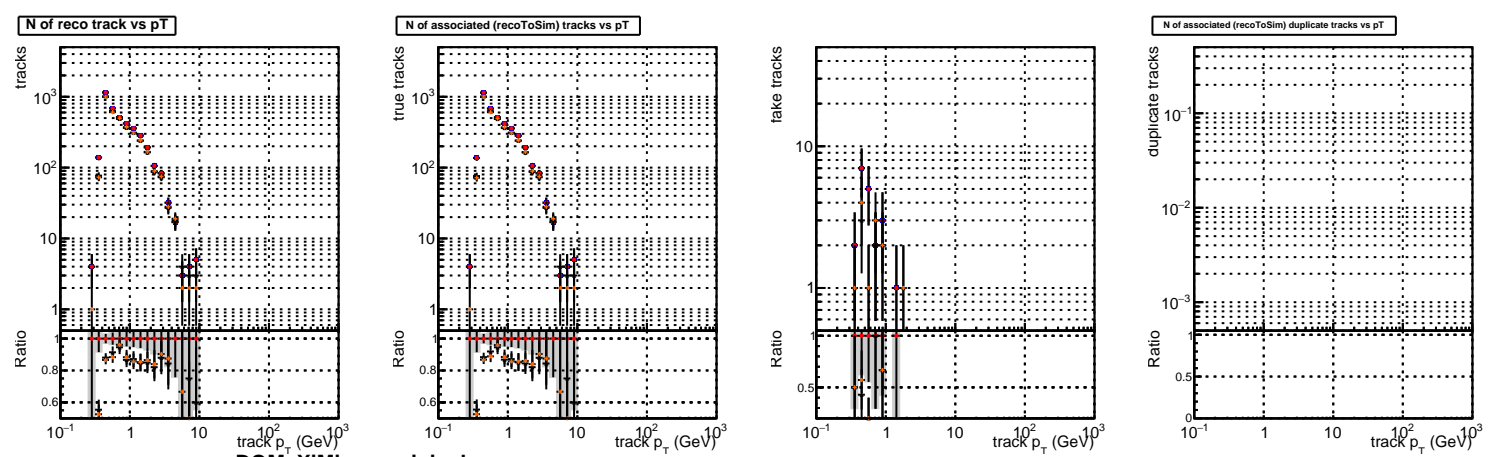 N of reco track vs pT
tracks
10³
10²
10
1
Ratio
1
0.8
0.6
10⁻¹ 1 10 10² 10³
track pT (GeV)
N of associated (recoToSim) tracks vs pT
true tracks
10³
10²
10
1
Ratio
1
0.8
0.6
10⁻¹ 1 10 10² 10³
track pT (GeV)
fake tracks
10
1
Ratio
1
0.5
10⁻¹ 1 10 10² 10³
track pT (GeV)
N of associated (recoToSim) duplicate tracks vs pT
duplicate tracks
10⁻¹
10⁻²
10⁻³
Ratio
1
0.5
0
10⁻¹ 1 10 10² 10³
track pT (GeV)